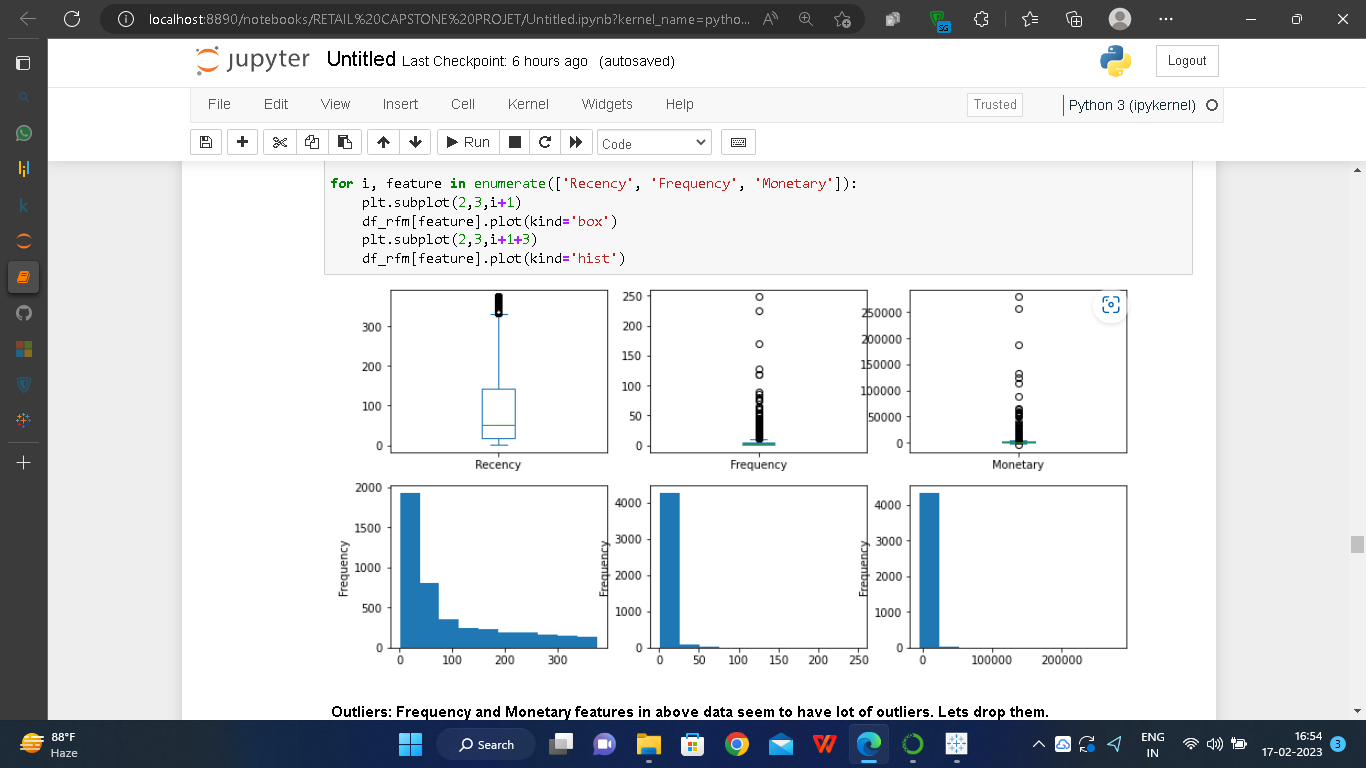 localhost:8890/notebooks/RETAIL%20CAPSTONE%20PROJET/Untitled.ipynb?kernel_name=pytho...
SG
jupyter Untitled Last Checkpoint: 6 hours ago (autosaved)
Logout
File Edit View Insert Cell Kernel Widgets Help
Trusted
Python 3 (ipykernel)
Run
Code
for i, feature in enumerate(['Recency', 'Frequency', 'Monetary']):
plt.subplot(2,3,i+1)
df_rfm[feature].plot(kind='box')
plt.subplot(2,3,i+1+3)
df_rfm[feature].plot(kind='hist')
300
200
100
0
Recency
250
200
150
100
50
0
Frequency
250000
200000
150000
100000
50000
0
Monetary
2000
1500
1000
500
0
Frequency
0 100 200 300
4000
3000
2000
1000
0
Frequency
0 50 100 150 200 250
4000
3000
2000
1000
0
Frequency
0 100000 200000
Outliers: Frequency and Monetary features in above data seem to have lot of outliers. Lets drop them.
88°F
Haze
Search
ENG
IN
16:54
17-02-2023
3